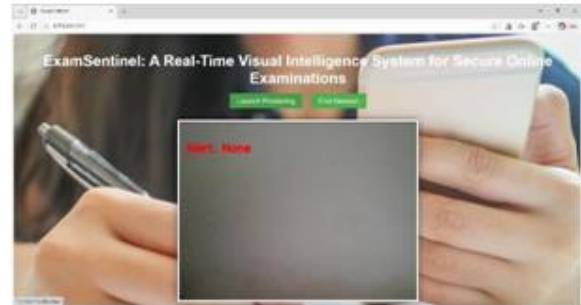 ExamSentinel: A Real-Time Visual Intelligence System for Secure Online
Examinations
Launch Proctoring
End Session
Alert: None